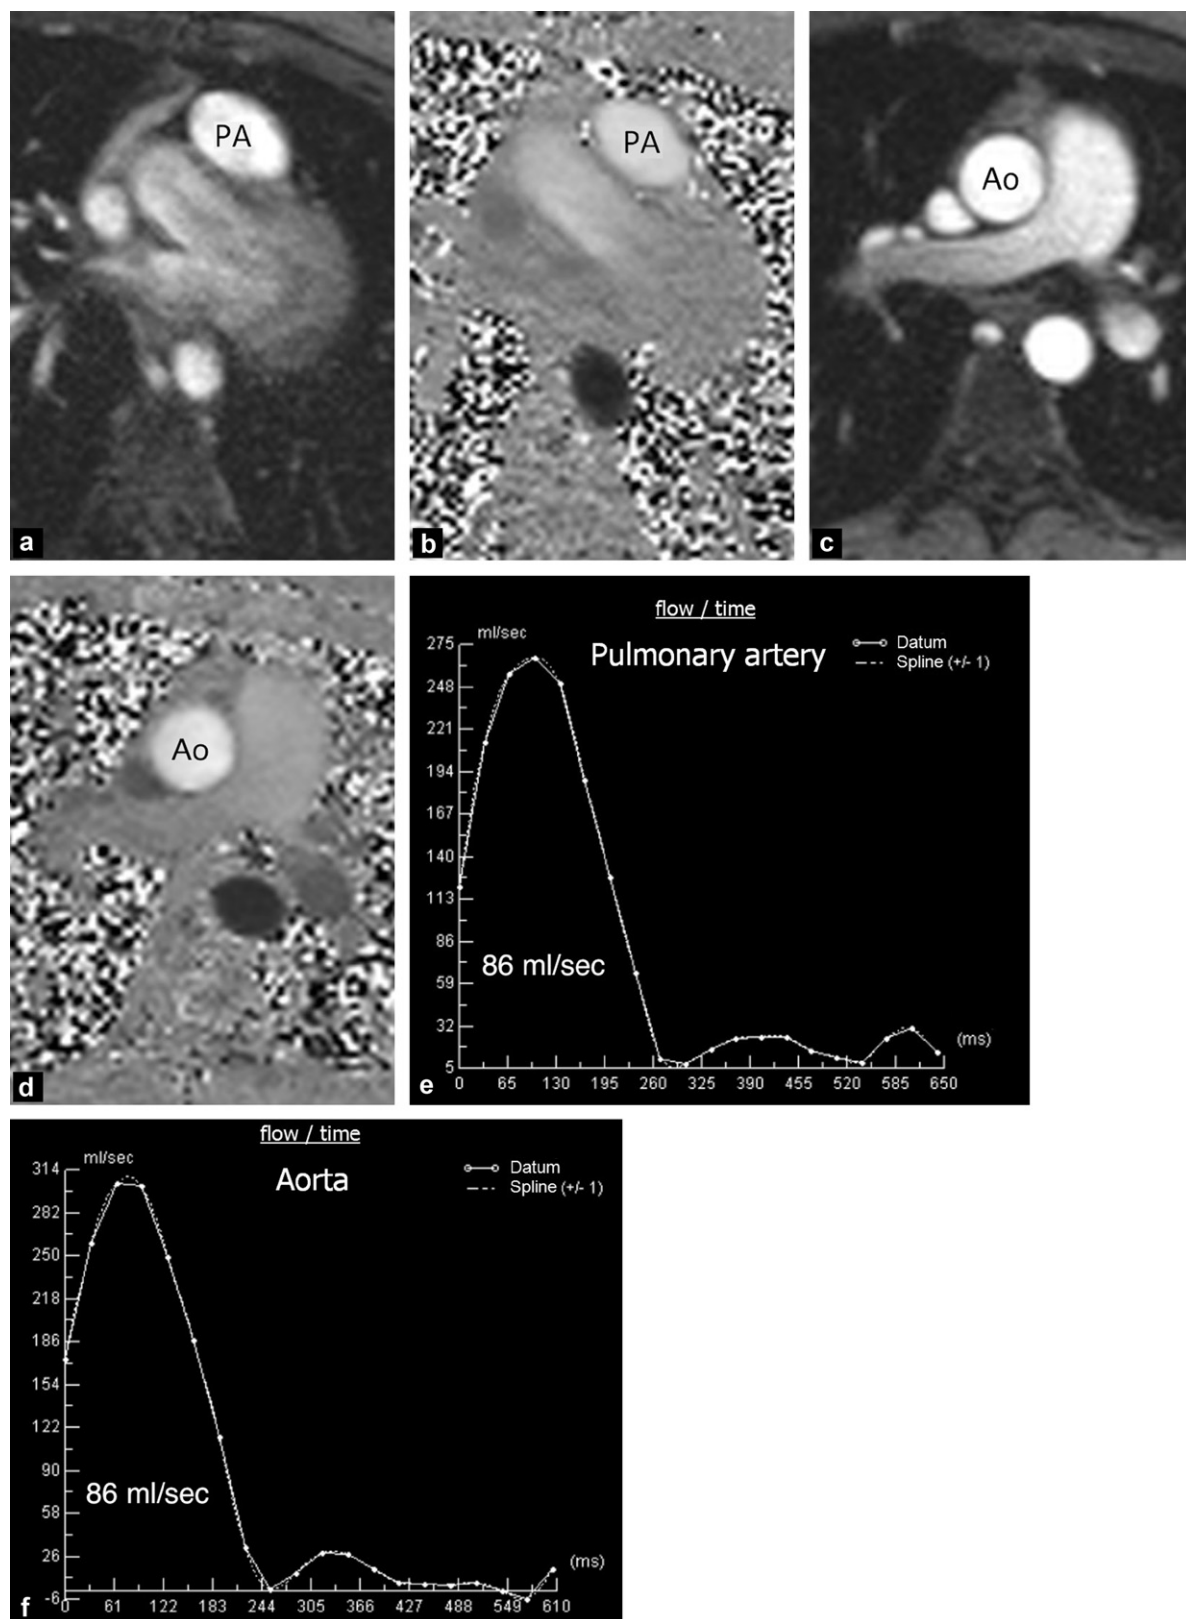 PA
a
PA
b
Ao
c
Ao
d
flow / time
ml/sec
Pulmonary artery
Datum
Spline (+/- 1)
275
248
221
194
167
140
113
86
59
32
5
86 ml/sec
(ms)
0 65 130 195 260 325 390 455 520 585 650
e
flow / time
ml/sec
Aorta
Datum
Spline (+/- 1)
314
282
250
218
186
154
122
90
58
26
-6
86 ml/sec
(ms)
0 61 122 183 244 305 366 427 488 549 610
f